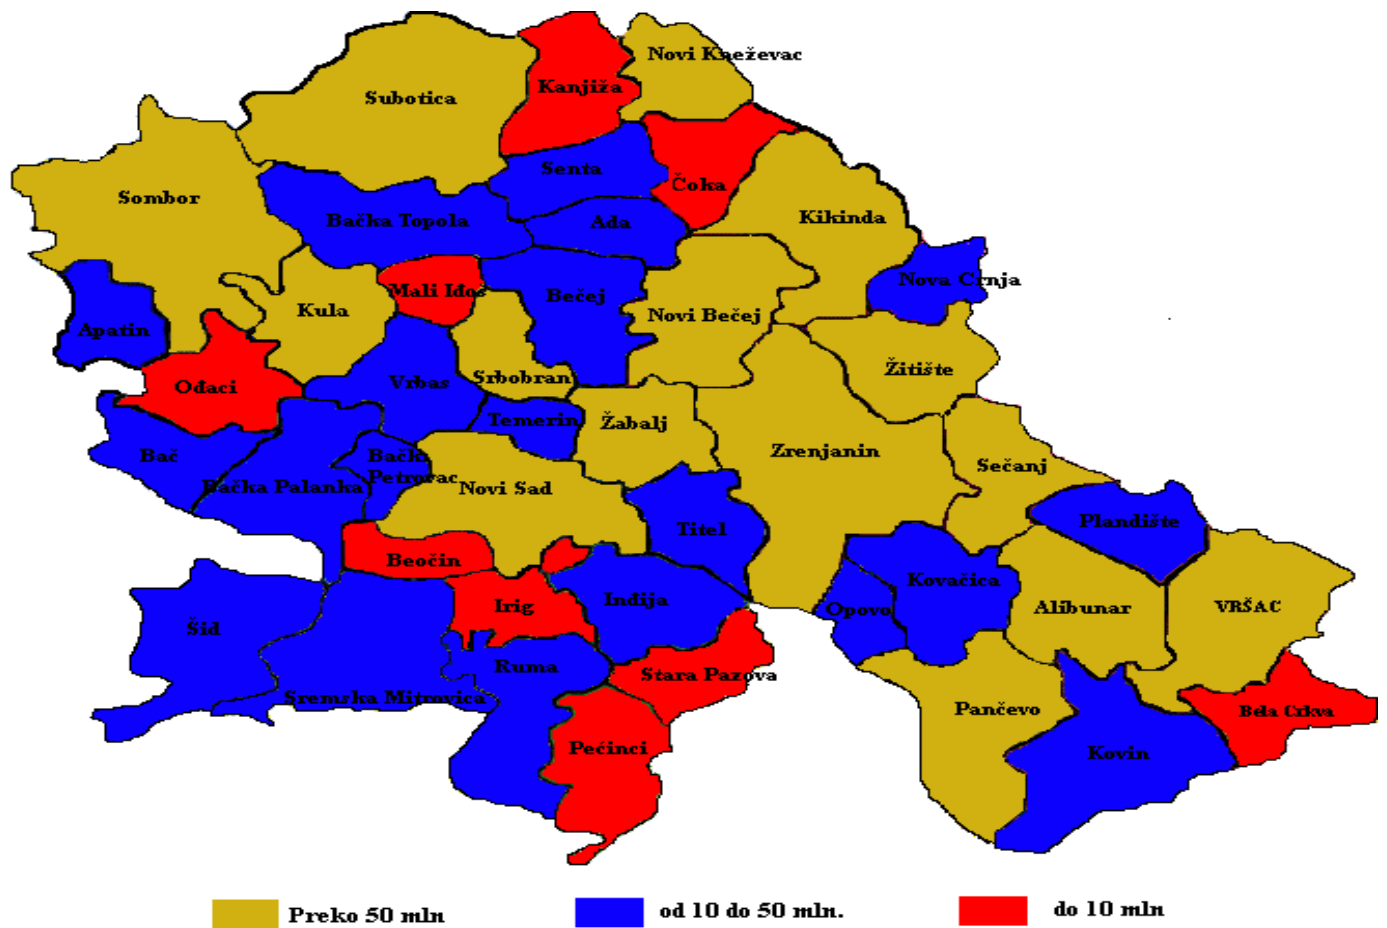 Novi Kneževac
Kanjiža
Subotica
Senta
Čoka
Sombor
Bačka Topola
Ada
Kikinda
Nova Crnja
Mali Iđoš
Bečej
Kula
Novi Bečej
Apatin
Žitište
Odaci
Vrbas
Srbobran
Temerin
Žabalj
Zrenjanin
Bač
Bački
Petrovac
Sečanj
Bačka Palanka
Novi Sad
Titel
Plandište
Beočin
Kovačica
Irig
Inđija
Opovo
Alibunar
VRŠAC
Šid
Ruma
Stara Pazova
Sremska Mitrovica
Pančevo
Bela Crkva
Pećinci
Kovin
Preko 50 mln
od 10 do 50 mln.
do 10 mln